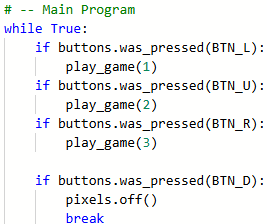 # -- Main Program
while True:
    if buttons.was_pressed(BTN_L):
        play_game(1)
    if buttons.was_pressed(BTN_U):
        play_game(2)
    if buttons.was_pressed(BTN_R):
        play_game(3)

    if buttons.was_pressed(BTN_D):
        pixels.off()
        break